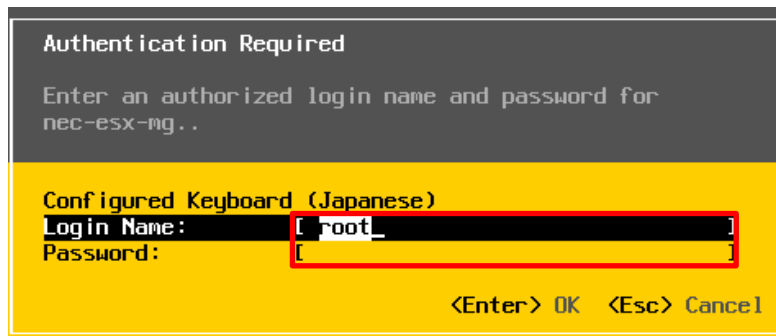 Authentication Required
Enter an authorized login name and password for
nec-esx-mg..
Configured Keyboard (Japanese)
Login Name: [ root_ ]
Password: [ ]
<Enter> OK <Esc> Cancel